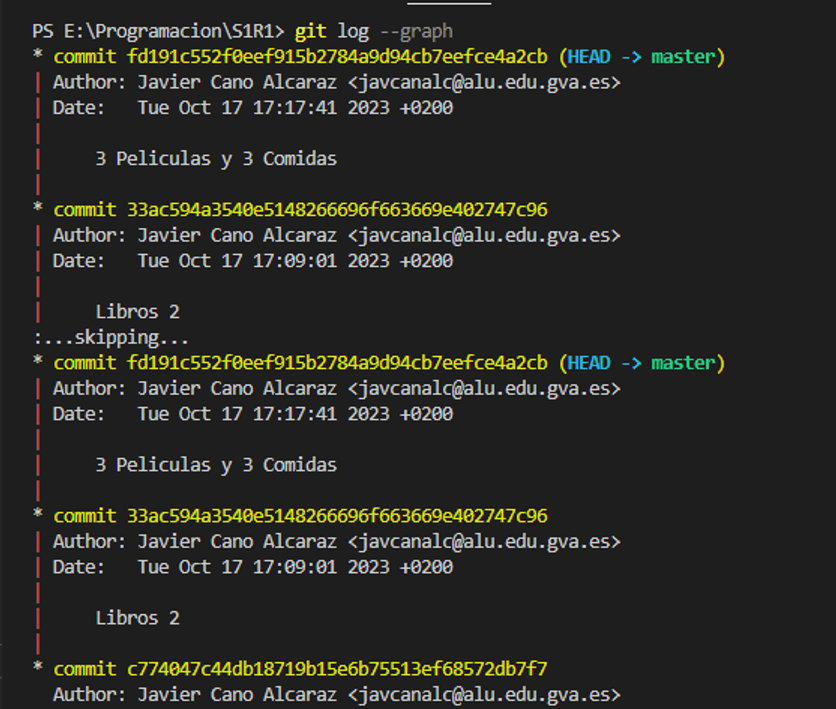 PS E:\Programacion\S1R1> git log --graph
* commit fd191c552f0eef915b2784a9d94cb7eefce4a2cb (HEAD -> master)
| Author: Javier Cano Alcaraz <javcanalc@alu.edu.gva.es>
| Date:   Tue Oct 17 17:17:41 2023 +0200
|
|     3 Peliculas y 3 Comidas
|
* commit 33ac594a3540e5148266696f663669e402747c96
| Author: Javier Cano Alcaraz <javcanalc@alu.edu.gva.es>
| Date:   Tue Oct 17 17:09:01 2023 +0200
|
|     Libros 2
:...skipping...
* commit fd191c552f0eef915b2784a9d94cb7eefce4a2cb (HEAD -> master)
| Author: Javier Cano Alcaraz <javcanalc@alu.edu.gva.es>
| Date:   Tue Oct 17 17:17:41 2023 +0200
|
|     3 Peliculas y 3 Comidas
|
* commit 33ac594a3540e5148266696f663669e402747c96
| Author: Javier Cano Alcaraz <javcanalc@alu.edu.gva.es>
| Date:   Tue Oct 17 17:09:01 2023 +0200
|
|     Libros 2
|
* commit c774047c44db18719b15e6b75513ef68572db7f7
  Author: Javier Cano Alcaraz <javcanalc@alu.edu.gva.es>